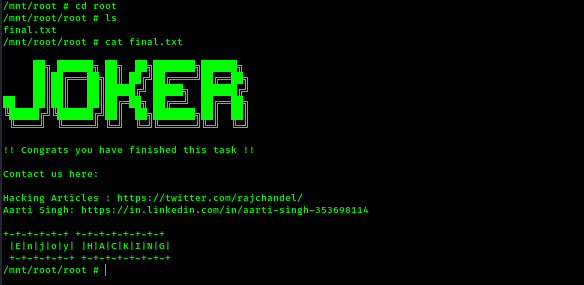 /mnt/root # cd root
/mnt/root/root # ls
final.txt
/mnt/root/root # cat final.txt
JOKER
!! Congrats you have finished this task !!
Contact us here:
Hacking Articles : https://twitter.com/rajchandel/
Aarti Singh: https://in.linkedin.com/in/aarti-singh-353698114
+-+-+-+-+-+ +-+-+-+-+-+-+-+
|E|n|j|o|y| |H|A|C|K|I|N|G|
+-+-+-+-+-+ +-+-+-+-+-+-+-+
/mnt/root/root #